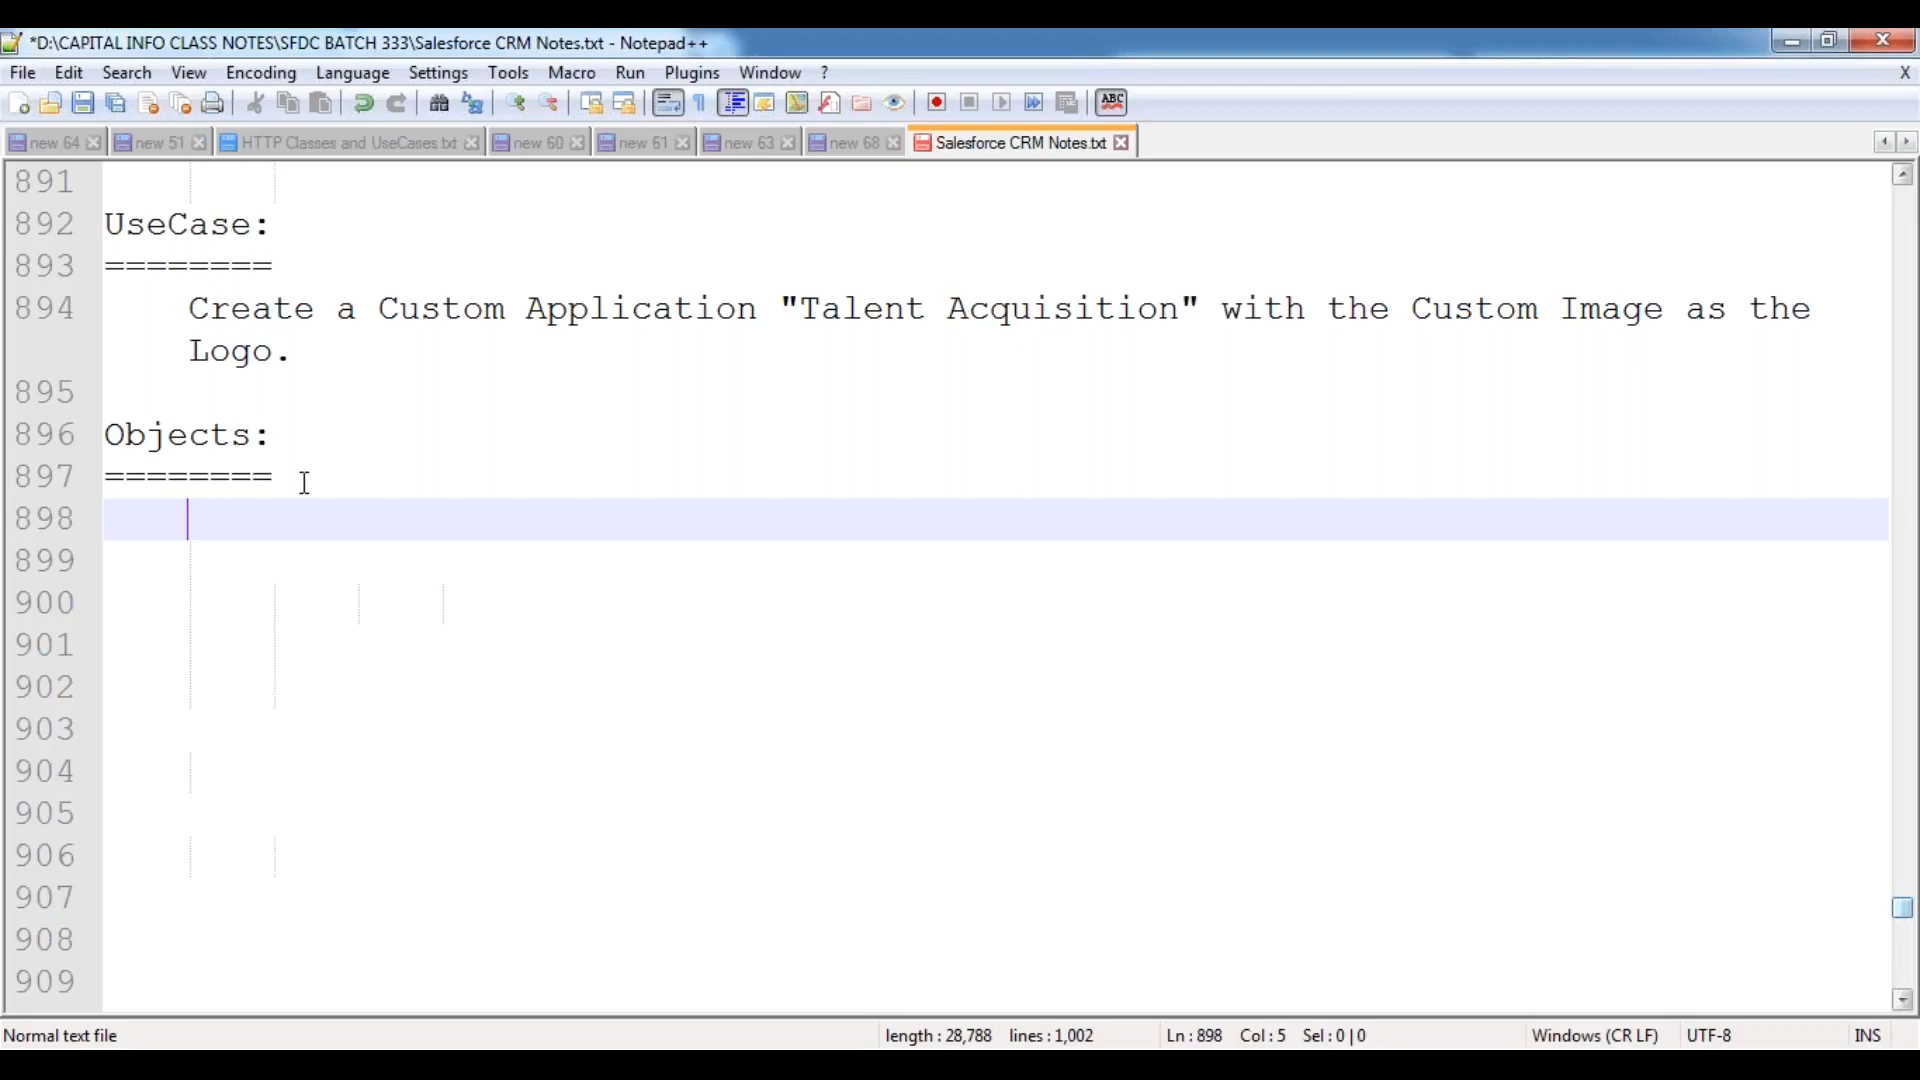 *D:\CAPITAL INFO CLASS NOTES\SFDC BATCH 333\Salesforce CRM Notes.txt - Notepad++
File Edit Search View Encoding Language Settings Tools Macro Run Plugins Window ? X
new 64 new 51 HTTP Classes and UseCases.txt new 60 new 61 new 63 new 68 Salesforce CRM Notes.txt
891
892 UseCase:
893 ========
894 Create a Custom Application "Talent Acquisition" with the Custom Image as the
Logo.
895
896 Objects:
897 ========
898
899
900
901
902
903
904
905
906
907
908
909
Normal text file length : 28,788 lines : 1,002 Ln : 898 Col : 5 Sel : 0 | 0 Windows (CR LF) UTF-8 INS